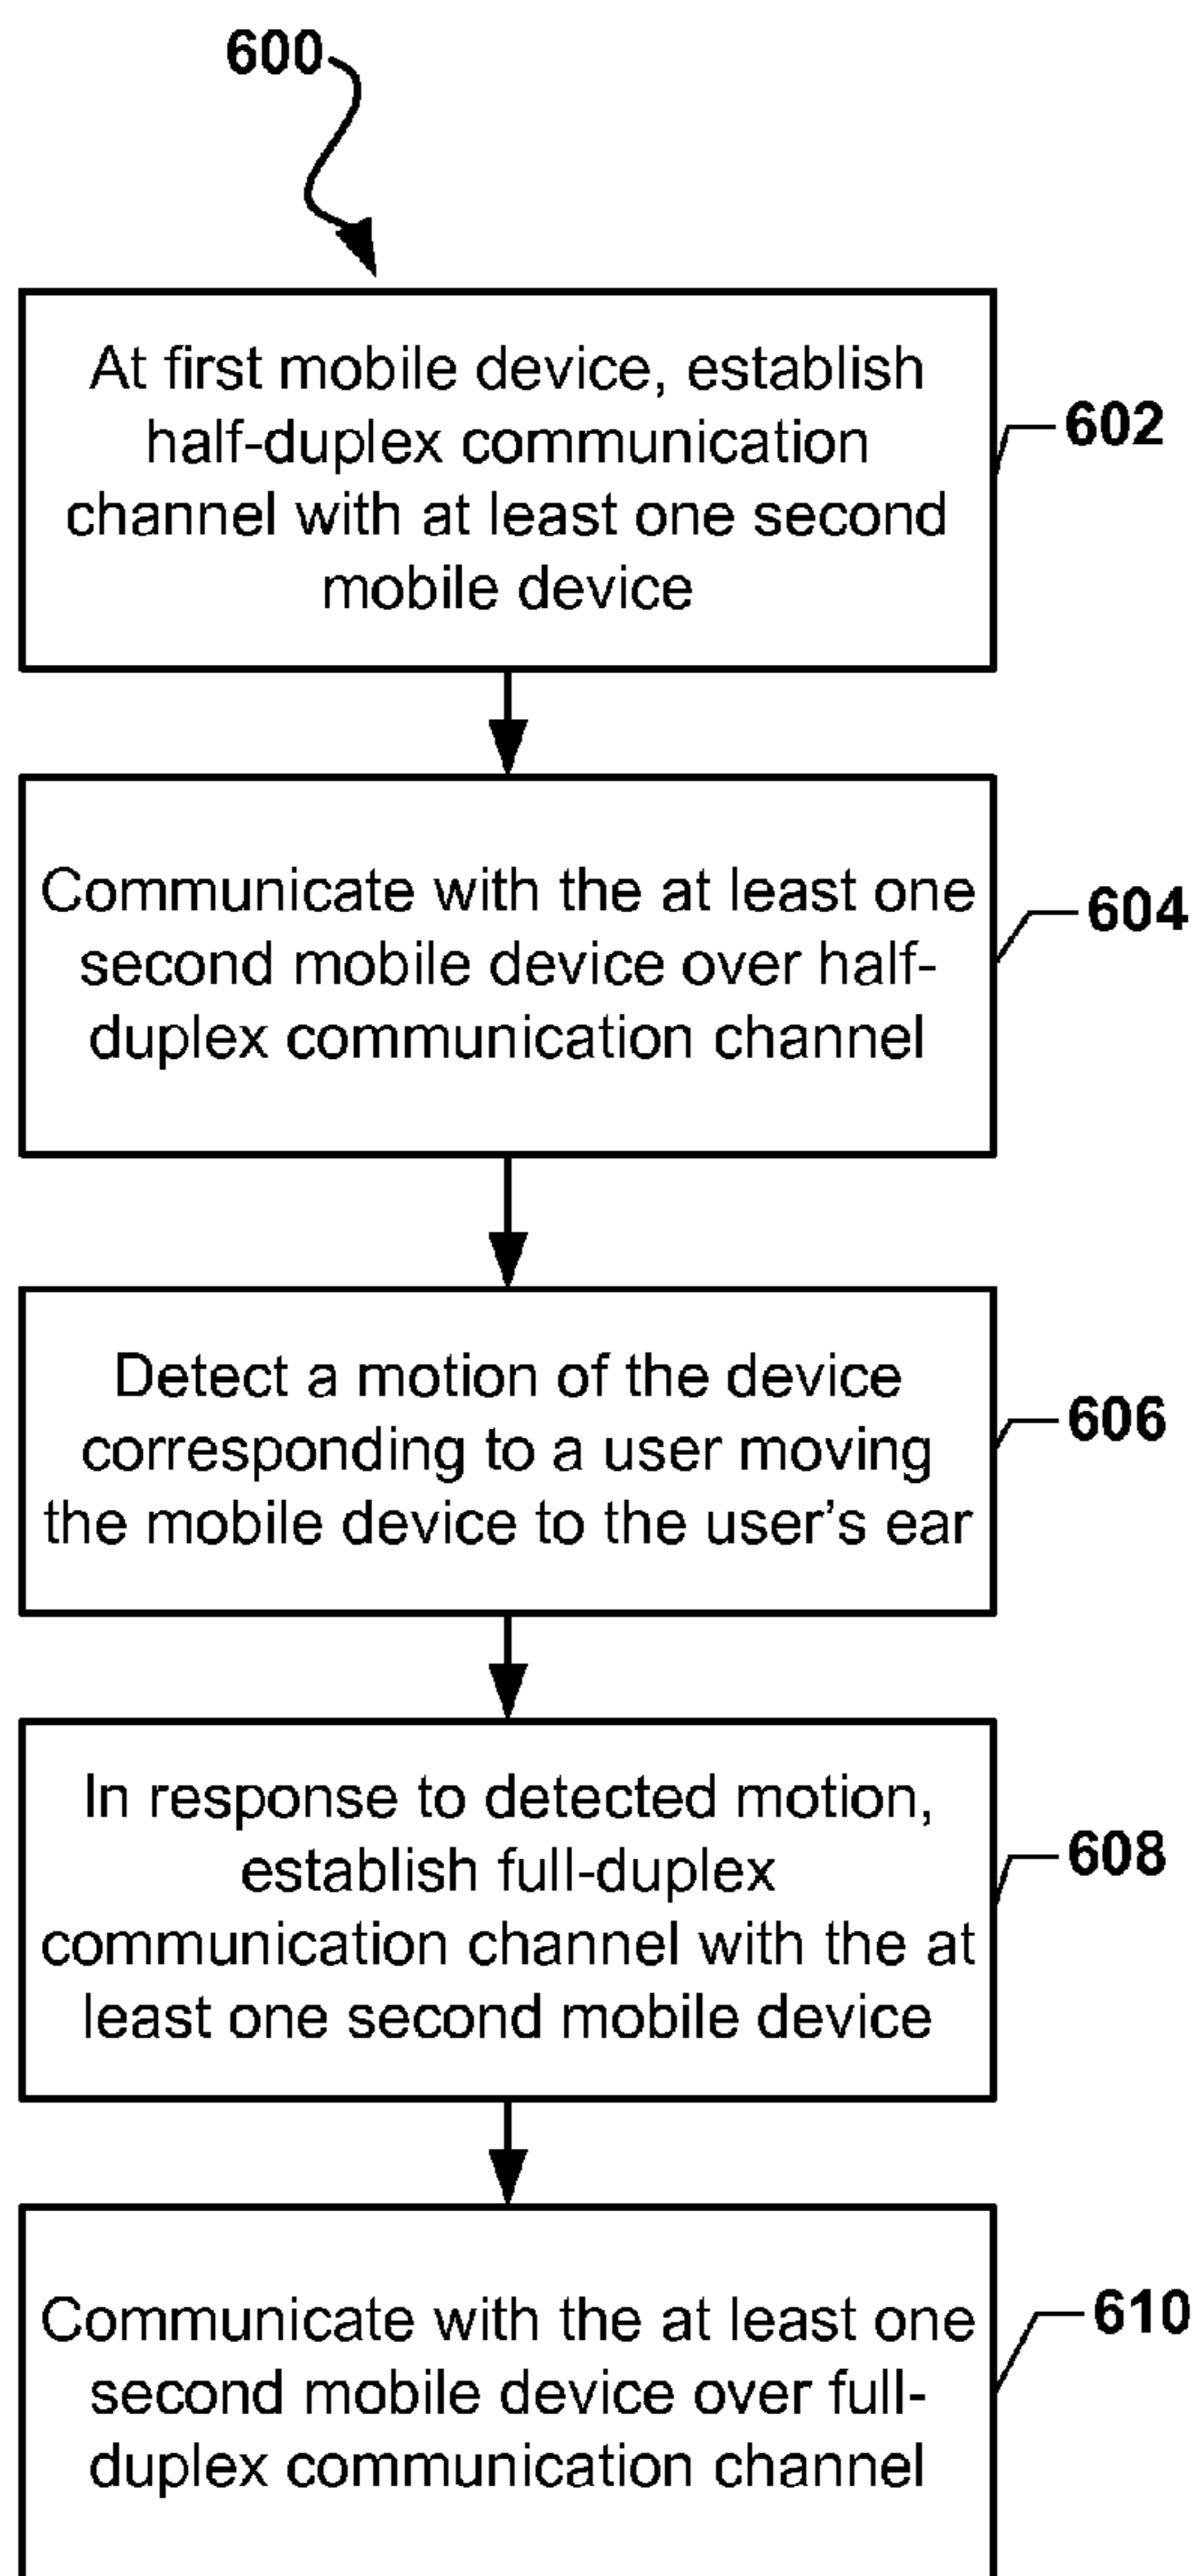 600
At first mobile device, establish
half-duplex communication
channel with at least one second
mobile device
602
Communicate with the at least one
second mobile device over half-
duplex communication channel
604
Detect a motion of the device
corresponding to a user moving
the mobile device to the user’s ear
606
In response to detected motion,
establish full-duplex
communication channel with the at
least one second mobile device
608
Communicate with the at least one
second mobile device over full-
duplex communication channel
610